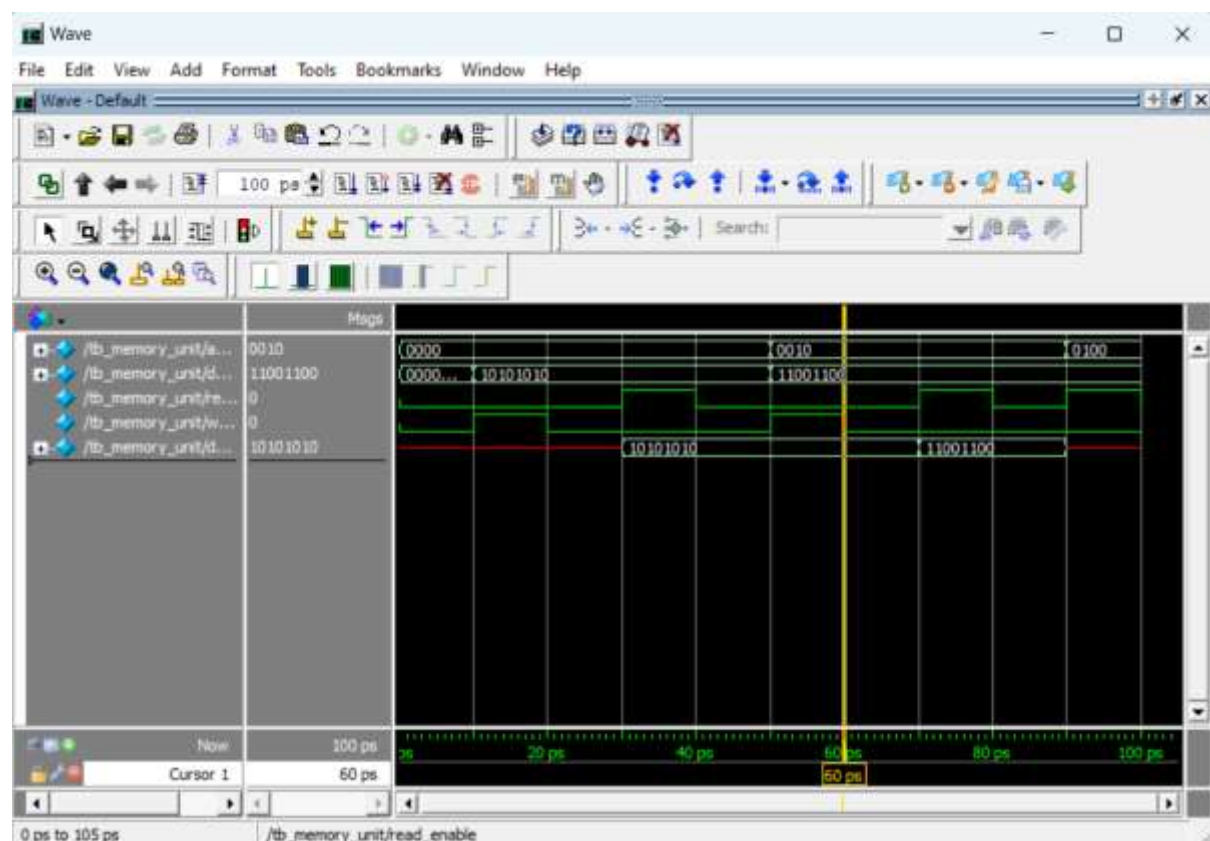 Wave
File Edit View Add Format Tools Bookmarks Window Help
Wave - Default
100 ps
Search:
Msgs
/tb_memory_unit/a... 0010 0000 0010 0100
/tb_memory_unit/d... 11001100 0000... 10101010 11001100
/tb_memory_unit/re... 0
/tb_memory_unit/w... 0
/tb_memory_unit/d... 10101010 10101010 11001100
Now 100 ps ps 20 ps 40 ps 60 ps 80 ps 100 ps
Cursor 1 60 ps 60 ps
0 ps to 105 ps /tb_memory_unit/read_enable